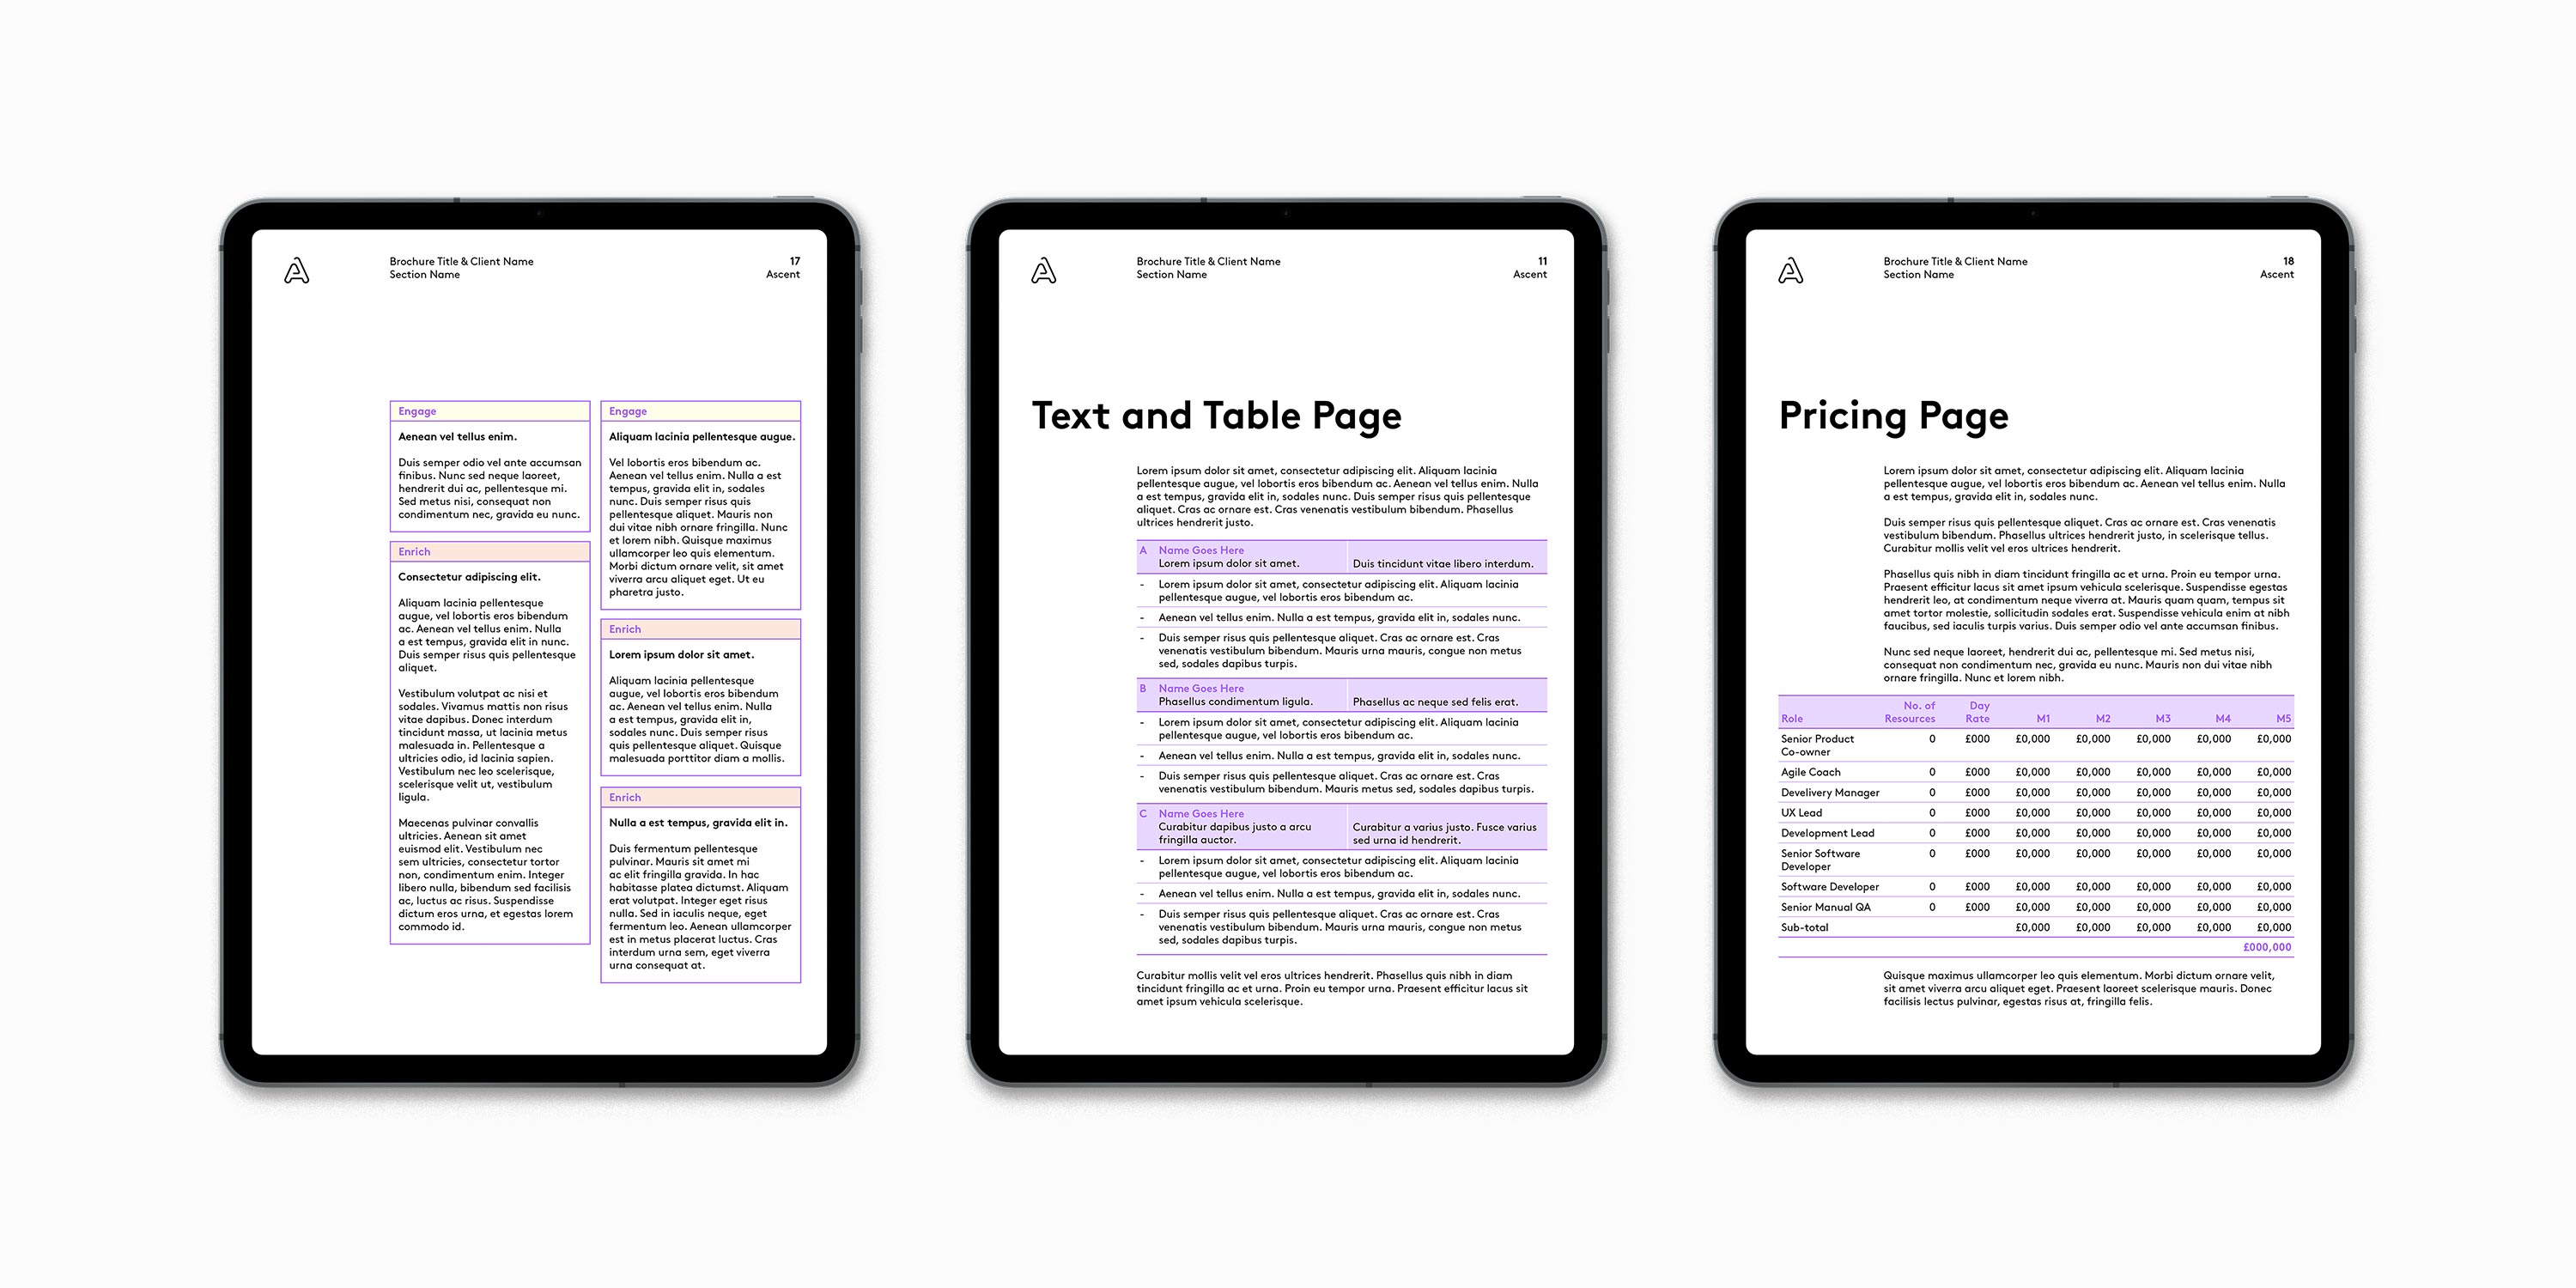 Brochure Title & Client Name
Section Name
17
Ascent
Engage
Aenean vel tellus enim.
Duis semper odio vel ante accumsan
finibus. Nunc sed neque laoreet,
hendrerit dui ac, pellentesque mi.
Sed metus nisi, consequat non
condimentum nec, gravida eu nunc.
Enrich
Consectetur adipiscing elit.
Aliquam lacinia pellentesque
augue, vel lobortis eros bibendum
ac. Aenean vel tellus enim. Nulla
a est tempus, gravida elit in nunc.
Duis semper risus quis pellentesque
aliquet.
Vestibulum volutpat ac nisi et
sodales. Vivamus mattis non risus
vitae dapibus. Donec interdum
tincidunt massa, ut lacinia metus
malesuada in. Pellentesque a
ultricies odio, id lacinia sapien.
Vestibulum nec leo scelerisque,
scelerisque velit ut, vestibulum
ligula.
Maecenas pulvinar convallis
ultricies. Aenean sit amet
euismod elit. Vestibulum nec
sem ultricies, consectetur tortor
non, condimentum enim. Integer
libero nulla, bibendum sed facilisis
ac, luctus ac risus. Suspendisse
dictum eros urna, et egestas lorem
commodo id.
Engage
Aliquam lacinia pellentesque augue.
Vel lobortis eros bibendum ac.
Aenean vel tellus enim. Nulla a est
tempus, gravida elit in, sodales
nunc. Duis semper risus quis
pellentesque aliquet. Mauris non
dui vitae nibh ornare fringilla. Nunc
et lorem nibh. Quisque maximus
ullamcorper leo quis elementum.
Morbi dictum ornare velit, sit amet
viverra arcu aliquet eget. Ut eu
pharetra justo.
Enrich
Lorem ipsum dolor sit amet.
Aliquam lacinia pellentesque
augue, vel lobortis eros bibendum
ac. Aenean vel tellus enim. Nulla
a est tempus, gravida elit in,
sodales nunc. Duis semper risus
quis pellentesque aliquet. Quisque
malesuada porttitor diam a mollis.
Enrich
Nulla a est tempus, gravida elit in.
Duis fermentum pellentesque
pulvinar. Mauris sit amet mi
ac elit fringilla gravida. In hac
habitasse platea dictumst. Aliquam
erat volutpat. Integer eget risus
nulla. Sed in iaculis neque, eget
fermentum leo. Aenean ullamcorper
est in metus placerat luctus. Cras
interdum urna sem, eget viverra
urna consequat at.
Brochure Title & Client Name
Section Name
11
Ascent
Text and Table Page
Lorem ipsum dolor sit amet, consectetur adipiscing elit. Aliquam lacinia
pellentesque augue, vel lobortis eros bibendum ac. Aenean vel tellus enim. Nulla
a est tempus, gravida elit in, sodales nunc. Duis semper risus quis pellentesque
aliquet. Cras ac ornare est. Cras venenatis vestibulum bibendum. Phasellus
ultrices hendrerit justo.
A Name Goes Here
Lorem ipsum dolor sit amet. Duis tincidunt vitae libero interdum.
- Lorem ipsum dolor sit amet, consectetur adipiscing elit. Aliquam lacinia
pellentesque augue, vel lobortis eros bibendum ac.
- Aenean vel tellus enim. Nulla a est tempus, gravida elit in, sodales nunc.
- Duis semper risus quis pellentesque aliquet. Cras ac ornare est. Cras
venenatis vestibulum bibendum. Mauris urna mauris, congue non metus
sed, sodales dapibus turpis.
B Name Goes Here
Phasellus condimentum ligula. Phasellus ac neque sed felis erat.
- Lorem ipsum dolor sit amet, consectetur adipiscing elit. Aliquam lacinia
pellentesque augue, vel lobortis eros bibendum ac.
- Aenean vel tellus enim. Nulla a est tempus, gravida elit in, sodales nunc.
- Duis semper risus quis pellentesque aliquet. Cras ac ornare est. Cras
venenatis vestibulum bibendum. Mauris metus sed, sodales dapibus turpis.
C Name Goes Here
Curabitur dapibus justo a arcu Curabitur a varius justo. Fusce varius
fringilla auctor. sed urna id hendrerit.
- Lorem ipsum dolor sit amet, consectetur adipiscing elit. Aliquam lacinia
pellentesque augue, vel lobortis eros bibendum ac.
- Aenean vel tellus enim. Nulla a est tempus, gravida elit in, sodales nunc.
- Duis semper risus quis pellentesque aliquet. Cras ac ornare est. Cras
venenatis vestibulum bibendum. Mauris urna mauris, congue non metus
sed, sodales dapibus turpis.
Curabitur mollis velit vel eros ultrices hendrerit. Phasellus quis nibh in diam
tincidunt fringilla ac et urna. Proin eu tempor urna. Praesent efficitur lacus sit
amet ipsum vehicula scelerisque.
Brochure Title & Client Name
Section Name
18
Ascent
Pricing Page
Lorem ipsum dolor sit amet, consectetur adipiscing elit. Aliquam lacinia
pellentesque augue, vel lobortis eros bibendum ac. Aenean vel tellus enim. Nulla
a est tempus, gravida elit in, sodales nunc.
Duis semper risus quis pellentesque aliquet. Cras ac ornare est. Cras venenatis
vestibulum bibendum. Phasellus ultrices hendrerit justo, in scelerisque tellus.
Curabitur mollis velit vel eros ultrices hendrerit.
Phasellus quis nibh in diam tincidunt fringilla ac et urna. Proin eu tempor urna.
Praesent efficitur lacus sit amet ipsum vehicula scelerisque. Suspendisse egestas
hendrerit leo, at condimentum neque viverra at. Mauris quam quam, tempus sit
amet tortor molestie, sollicitudin sodales erat. Suspendisse vehicula enim at nibh
faucibus, sed iaculis turpis varius. Duis semper odio vel ante accumsan finibus.
Nunc sed neque laoreet, hendrerit dui ac, pellentesque mi. Sed metus nisi,
consequat non condimentum nec, gravida eu nunc. Mauris non dui vitae nibh
ornare fringilla. Nunc et lorem nibh.
No. of Day
Role Resources Rate M1 M2 M3 M4 M5
Senior Product 0 £000 £0,000 £0,000 £0,000 £0,000 £0,000
Co-owner
Agile Coach 0 £000 £0,000 £0,000 £0,000 £0,000 £0,000
Develivery Manager 0 £000 £0,000 £0,000 £0,000 £0,000 £0,000
UX Lead 0 £000 £0,000 £0,000 £0,000 £0,000 £0,000
Development Lead 0 £000 £0,000 £0,000 £0,000 £0,000 £0,000
Senior Software 0 £000 £0,000 £0,000 £0,000 £0,000 £0,000
Developer
Software Developer 0 £000 £0,000 £0,000 £0,000 £0,000 £0,000
Senior Manual QA 0 £000 £0,000 £0,000 £0,000 £0,000 £0,000
Sub-total £0,000 £0,000 £0,000 £0,000 £0,000
£000,000
Quisque maximus ullamcorper leo quis elementum. Morbi dictum ornare velit,
sit amet viverra arcu aliquet eget. Praesent laoreet scelerisque mauris. Donec
facilisis lectus pulvinar, egestas risus at, fringilla felis.